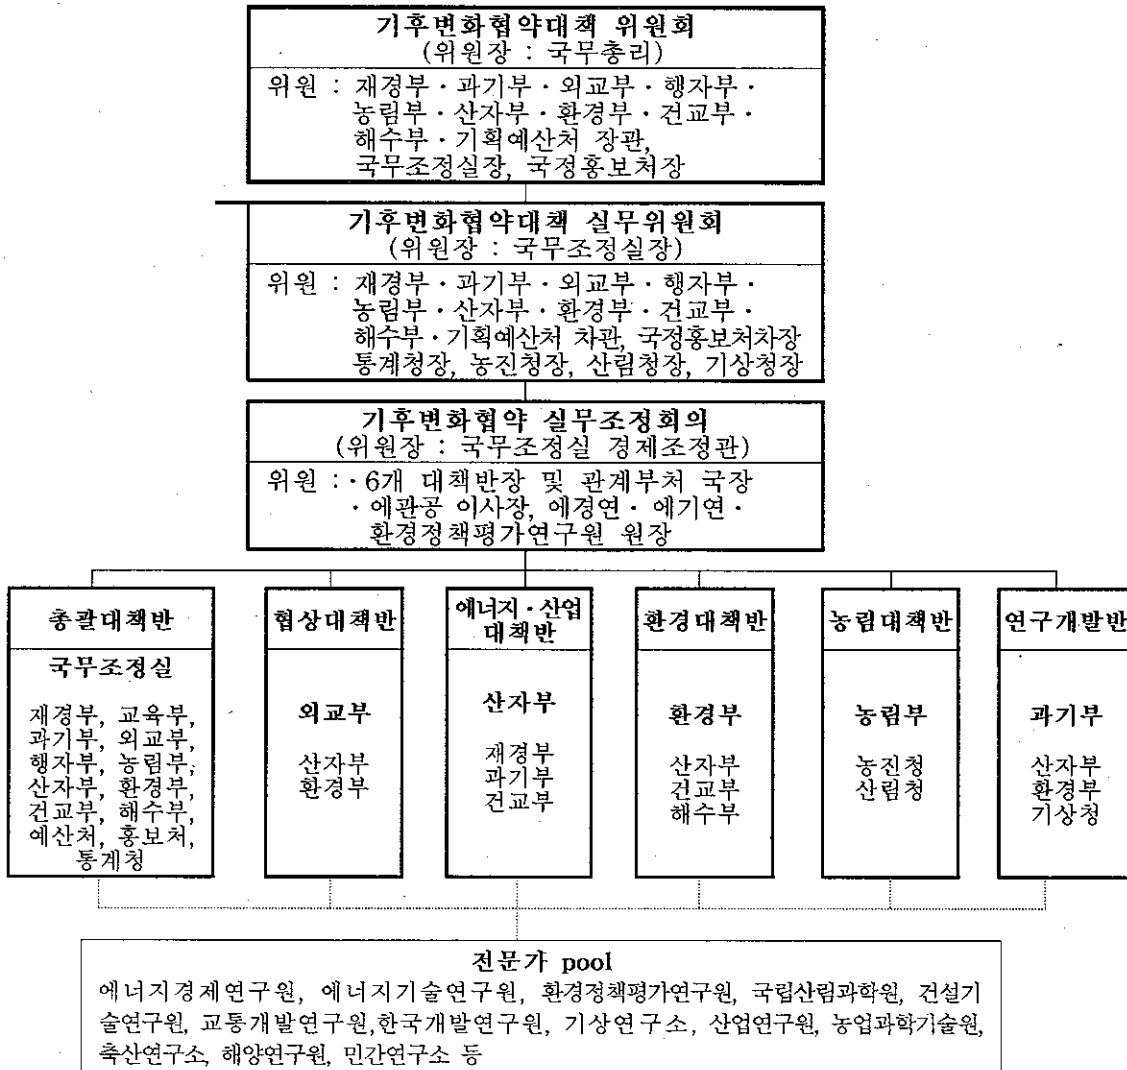 기후변화협약대책 위원회
(위원장 : 국무총리)
위원 : 재경부・과기부・외교부・행자부・
농림부・산자부・환경부・건교부・
해수부・기획예산처 장관,
국무조정실장, 국정홍보처장
기후변화협약대책 실무위원회
(위원장 : 국무조정실장)
위원 : 재경부・과기부・외교부・행자부・
농림부・산자부・환경부・건교부・
해수부・기획예산처 차관, 국정홍보처차장
통계청장, 농진청장, 산림청장, 기상청장
기후변화협약 실무조정회의
(위원장 : 국무조정실 경제조정관)
위원 :・6개 대책반장 및 관계부처 국장
・에관공 이사장, 에경연・에기연・
환경정책평가연구원 원장
총괄대책반
국무조정실
재경부, 교육부,
과기부, 외교부,
행자부, 농림부,
산자부, 환경부,
건교부, 해수부,
예산처, 홍보처,
통계청
협상대책반
외교부
산자부
환경부
에너지・산업
대책반
산자부
재경부
과기부
건교부
환경대책반
환경부
산자부
건교부
해수부
농림대책반
농림부
농진청
산림청
연구개발반
과기부
산자부
환경부
기상청
전문가 pool
에너지경제연구원, 에너지기술연구원, 환경정책평가연구원, 국립산림과학원, 건설기
술연구원, 교통개발연구원,한국개발연구원, 기상연구소, 산업연구원, 농업과학기술원,
축산연구소, 해양연구원, 민간연구소 등